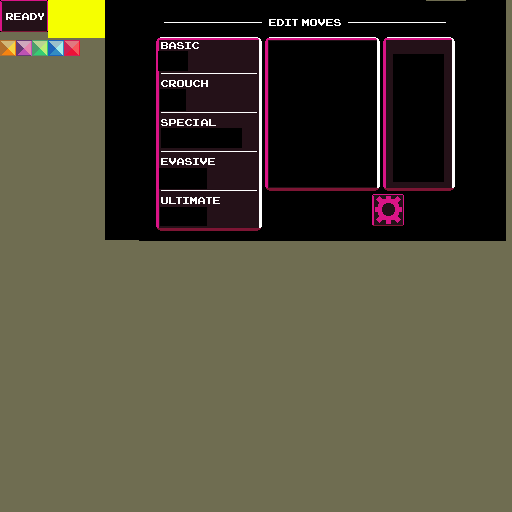 READY
EDIT MOVES
BASIC
CROUCH
SPECIAL
EVASIVE
ULTIMATE